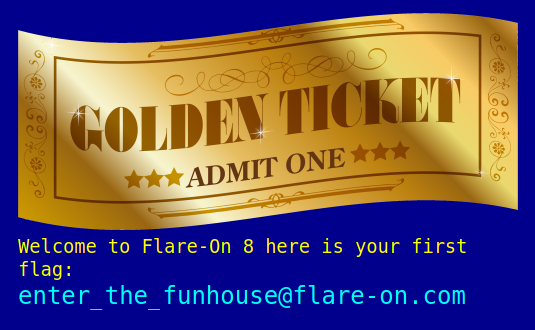 GOLDEN TICKET
ADMIT ONE
Welcome to Flare-On 8 here is your first
flag:
enter_the_funhouse@flare-on.com